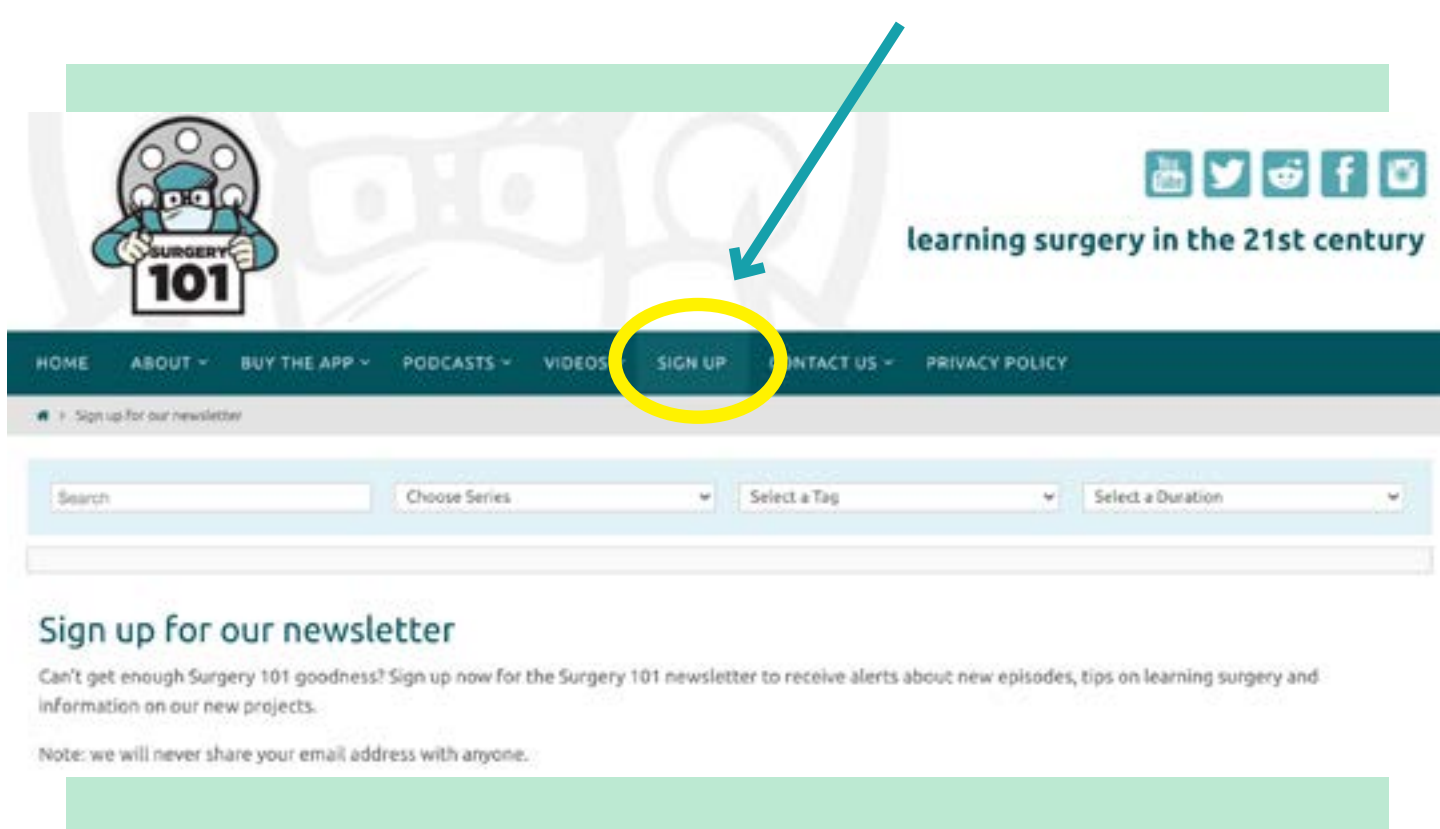 SURGERY
101
You
Tube
learning surgery in the 21st century
HOME ABOUT BUY THE APP PODCASTS VIDEOS SIGN UP CONTACT US PRIVACY POLICY
Sign up for our newsletter
Search Choose Series Select a Tag Select a Duration
Sign up for our newsletter
Can't get enough Surgery 101 goodness? Sign up now for the Surgery 101 newsletter to receive alerts about new episodes, tips on learning surgery and
information on our new projects.
Note: we will never share your email address with anyone.